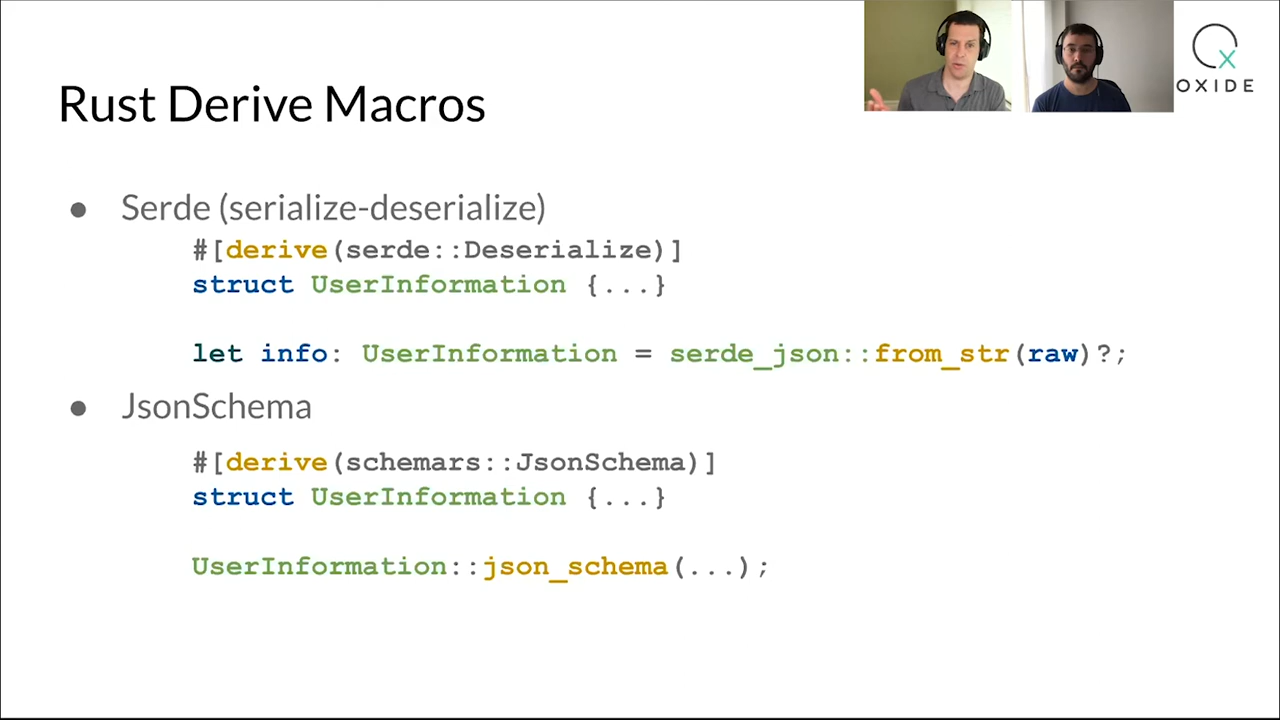 OXIDE
Rust Derive Macros
● Serde (serialize-deserialize)
#[derive(serde::Deserialize)]
struct UserInformation {...}
let info: UserInformation = serde_json::from_str(raw)?;
● JsonSchema
#[derive(schemars::JsonSchema)]
struct UserInformation {...}
UserInformation::json_schema(...);